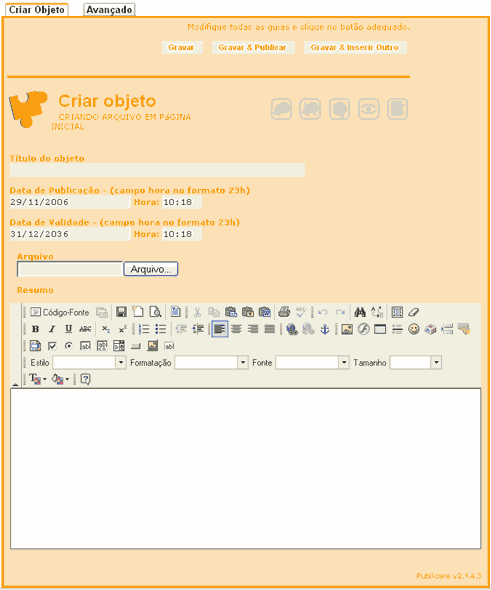 Criar Objeto Avançado
Modifique todas as guias e clique no botão adequado.
Gravar Gravar & Publicar Gravar & Inserir Outro
Criar objeto
CRIANDO ARQUIVO EM PáGINA
INICIAL
Título do objeto
Data de Publicação - (campo hora no formato 23h)
29/11/2006 Hora: 10:18
Data de Validade - (campo hora no formato 23h)
31/12/2036 Hora: 10:18
Arquivo
Arquivo...
Resumo
Código-Fonte
B I U ABC x₂ x²
Estilo Formatação Fonte Tamanho
Publicare v2.1.4.3